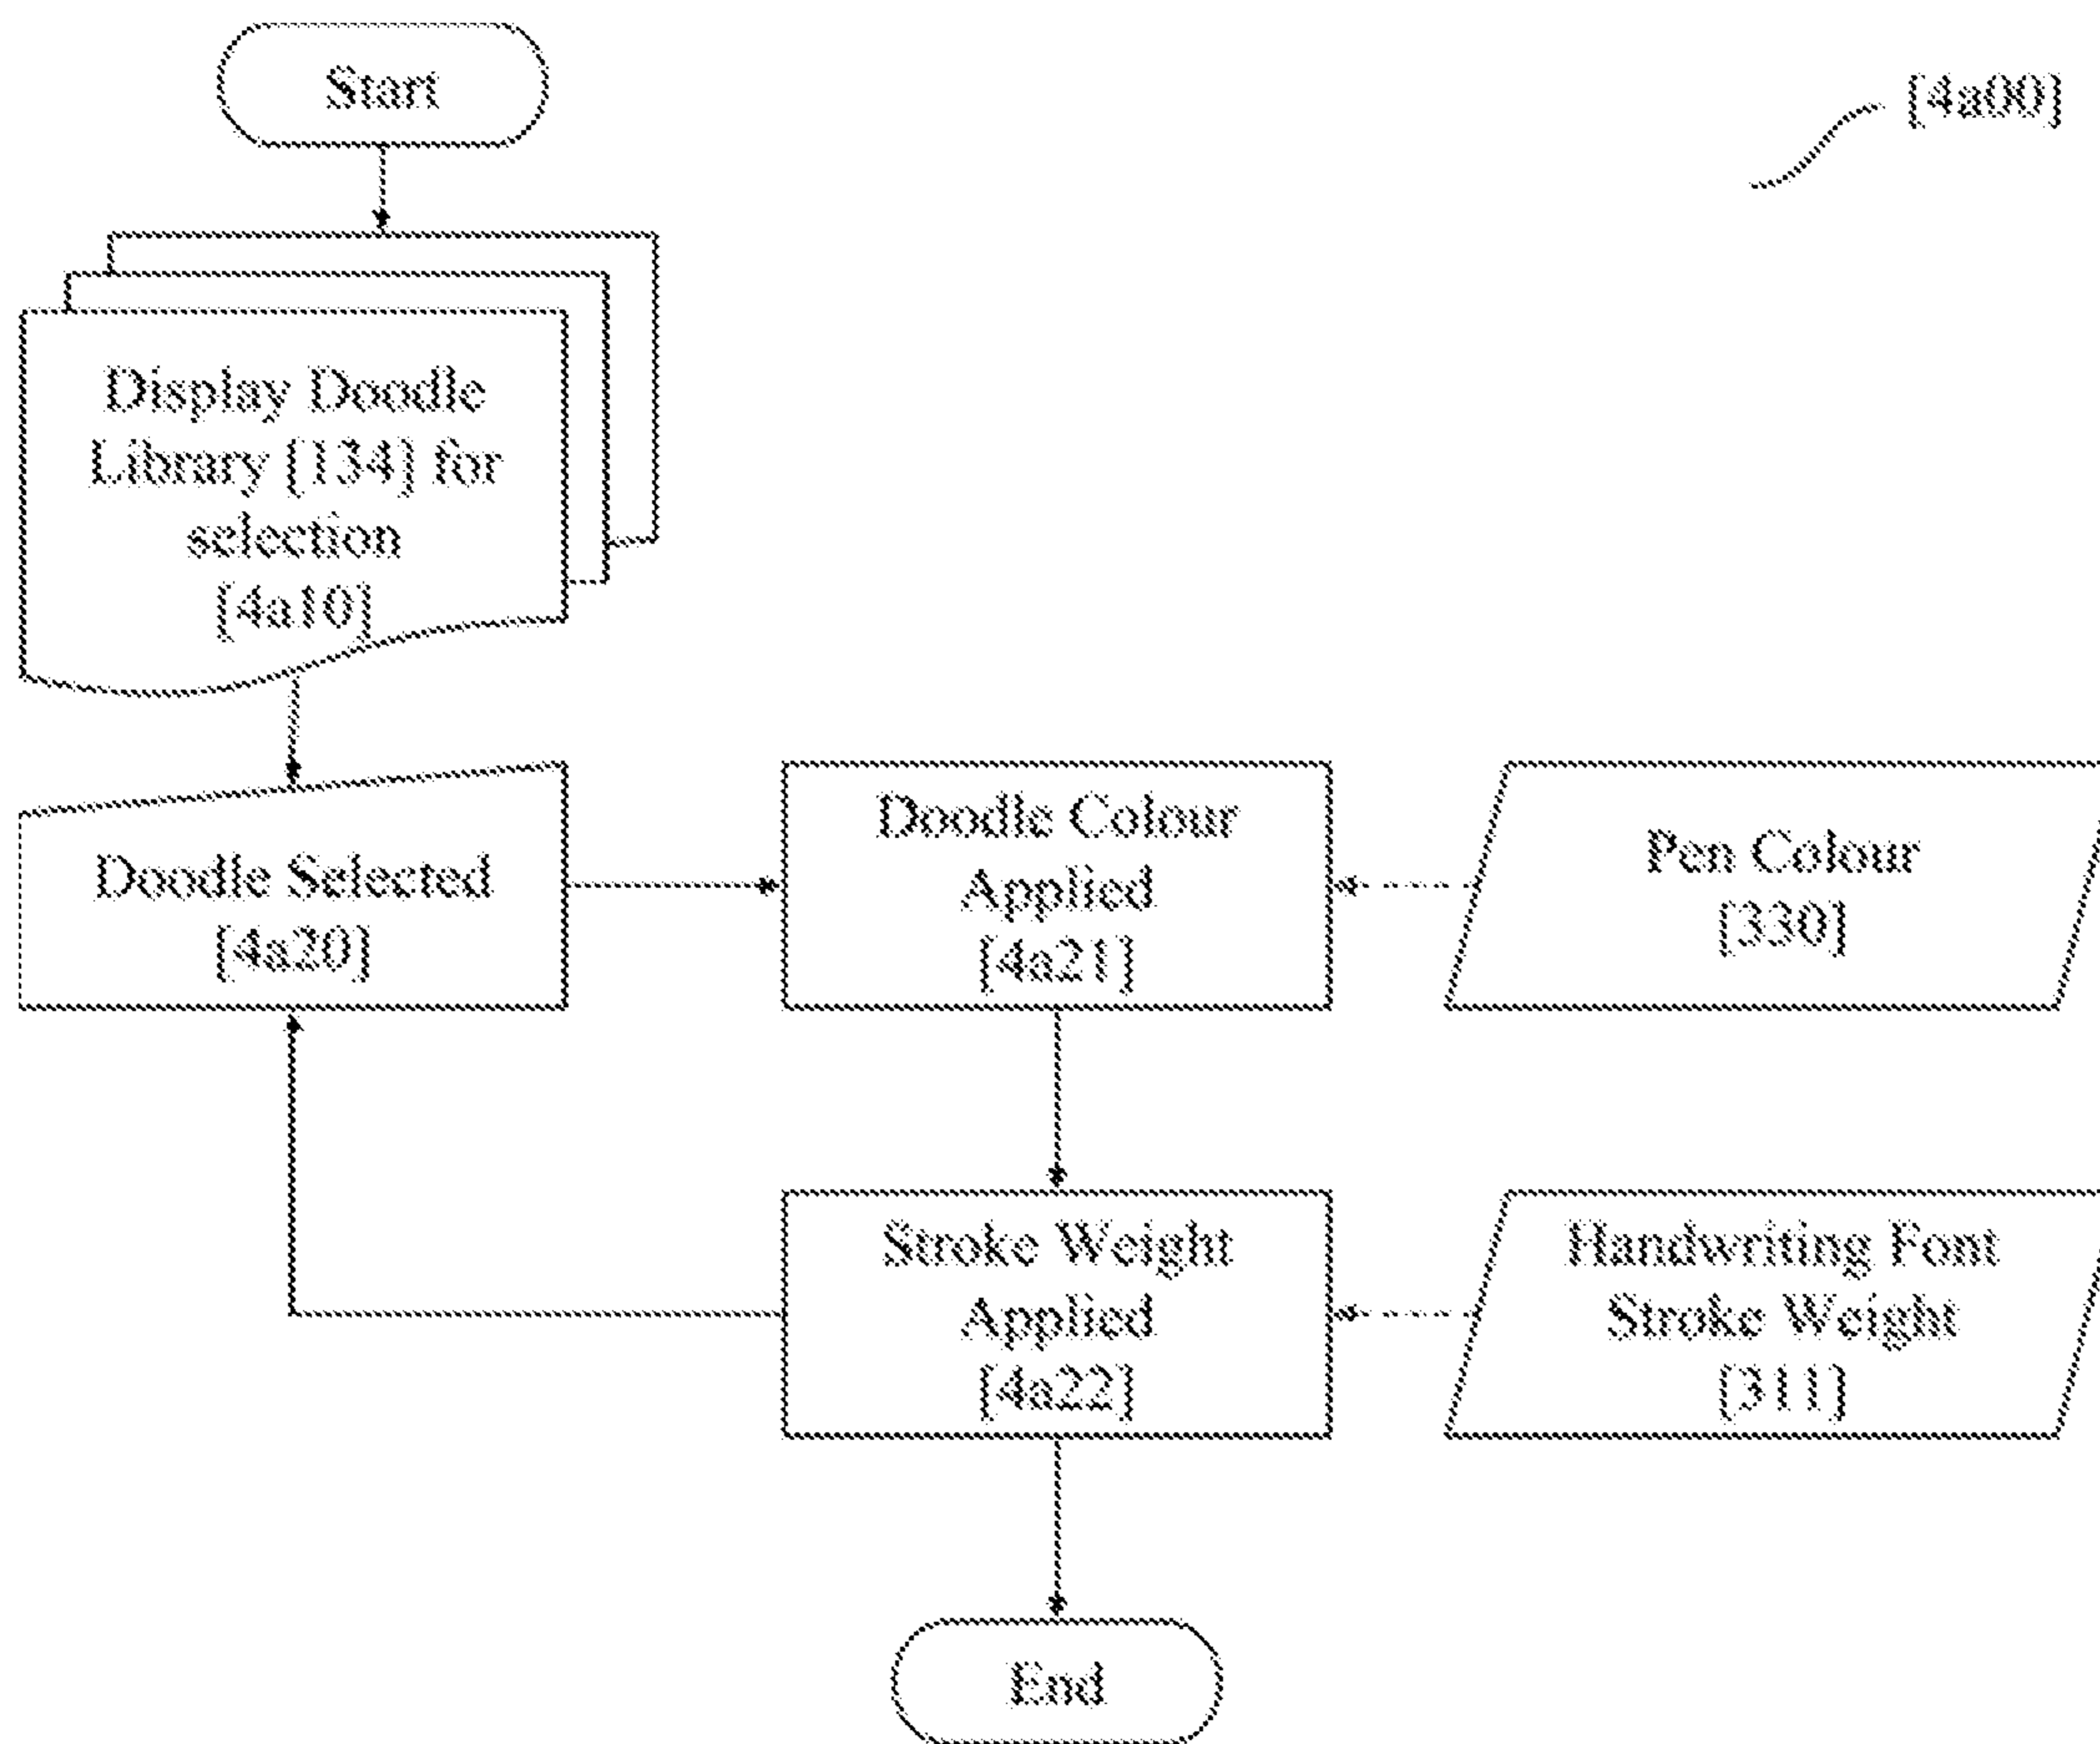 Start
[4a00]
Display Doodle
Library [134] for
selection
[4a10]
Doodle Selected
[4a20]
Doodle Colour
Applied
[4a21]
Pen Colour
[330]
Stroke Weight
Applied
[4a22]
Handwriting Font
Stroke Weight
[311]
End